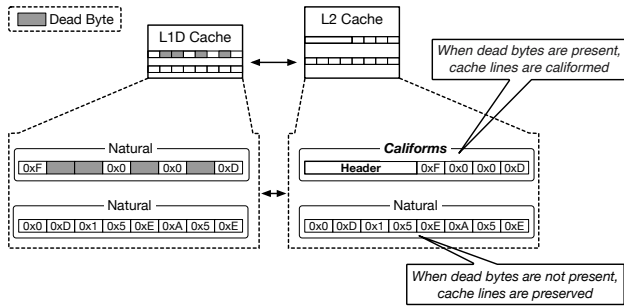 Dead Byte
L1D Cache
L2 Cache
When dead bytes are present,
cache lines are califormed
Natural
0xF 0x0 0x0 0xD
Califorms
Header 0xF 0x0 0x0 0xD
Natural
0x0 0xD 0x1 0x5 0xE 0xA 0x5 0xE
Natural
0x0 0xD 0x1 0x5 0xE 0xA 0x5 0xE
When dead bytes are not present,
cache lines are preserved